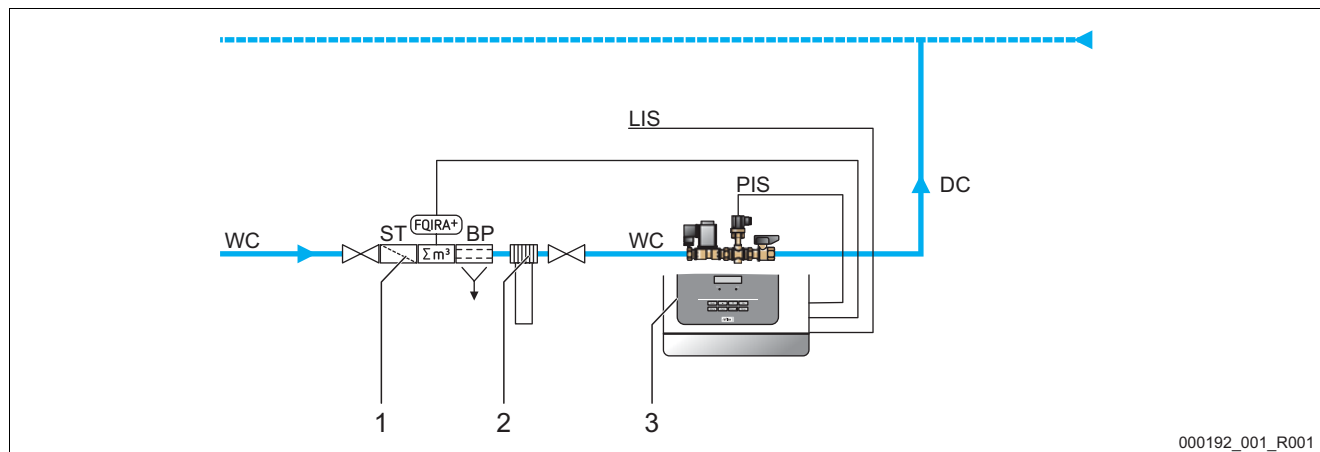 LIS
PIS
DC
FQIRA+
ST
BP
WC
Σm³
WC
1
2
3
000192_001_R001